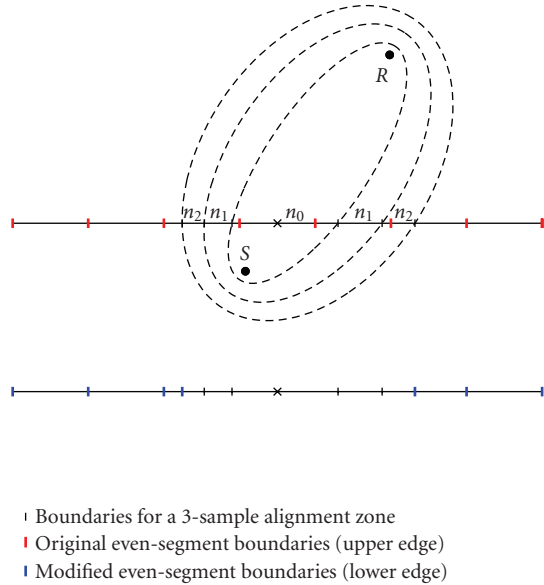 R
n₂ n₁ n₀ n₁ n₂
S
Boundaries for a 3-sample alignment zone
Original even-segment boundaries (upper edge)
Modified even-segment boundaries (lower edge)